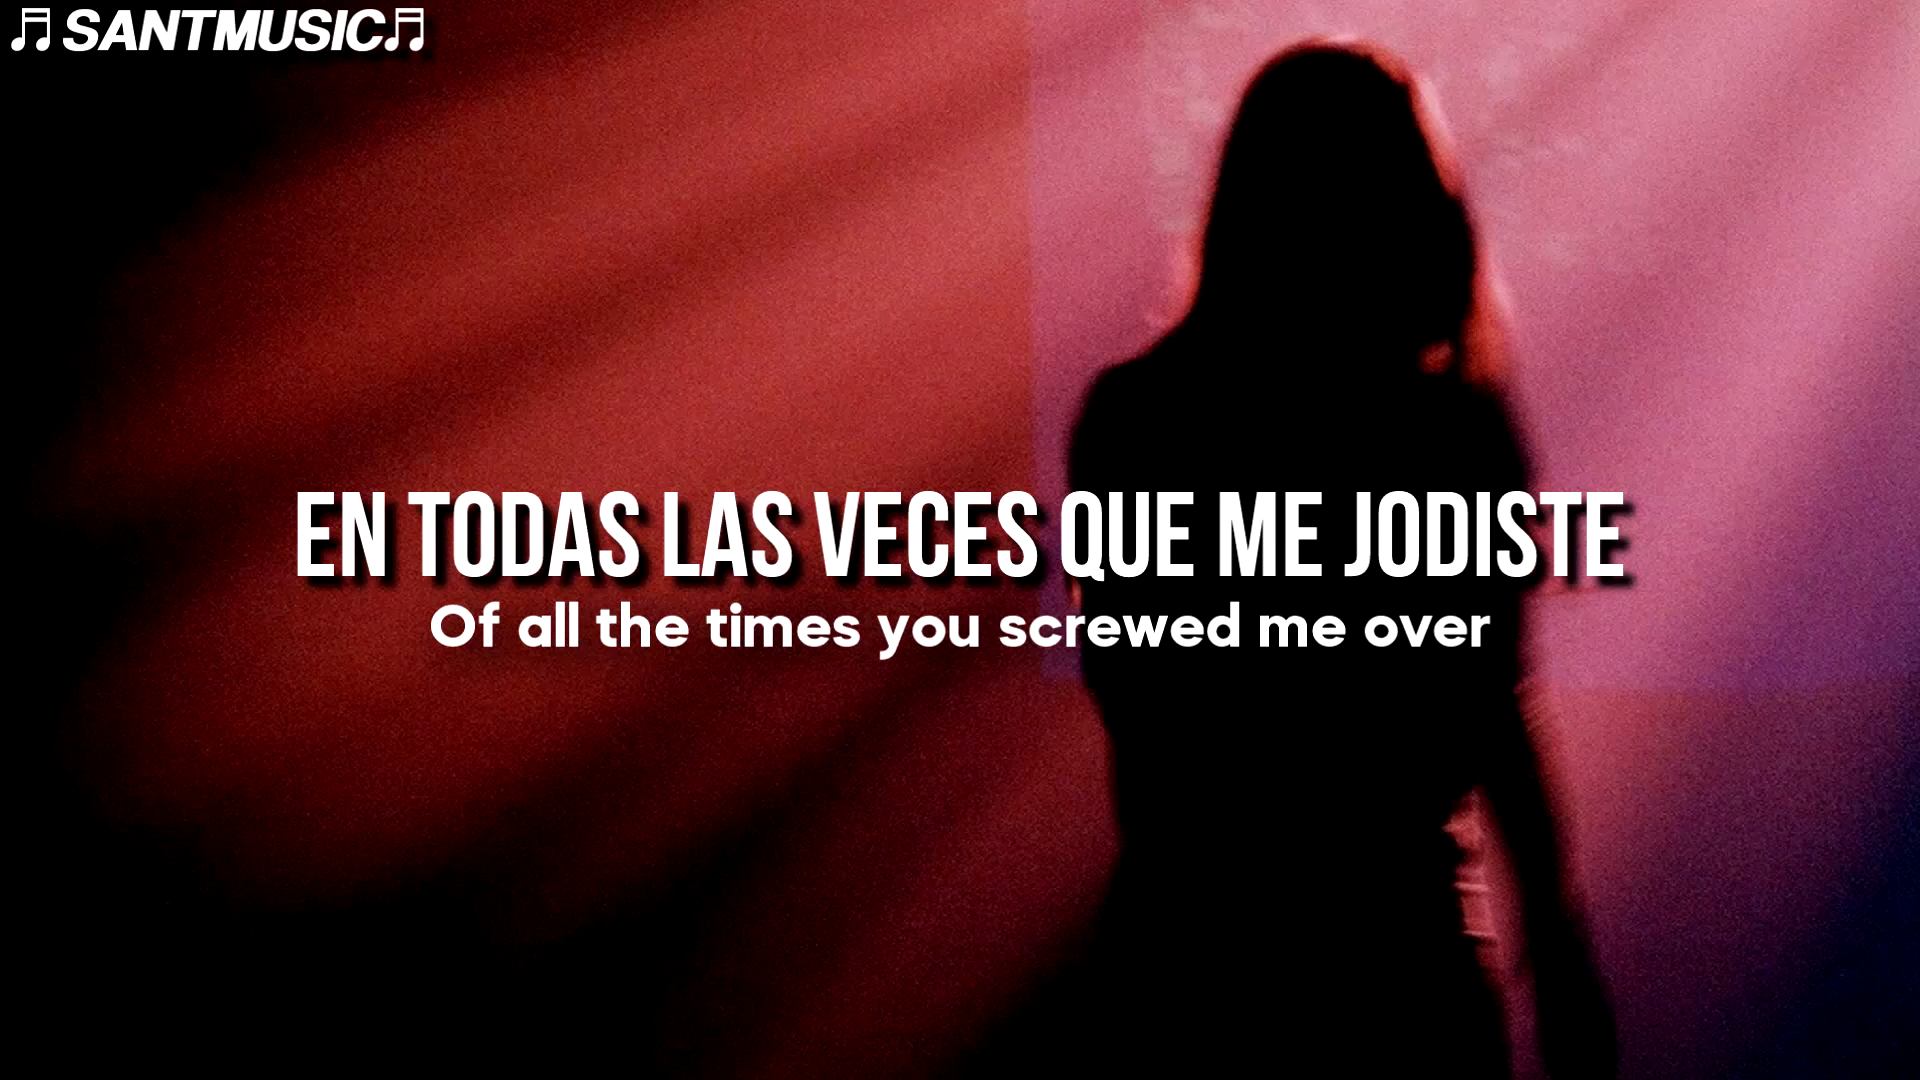 ♫ SANTMUSIC♫
EN TODAS LAS VECES QUE ME JODISTE
Of all the times you screwed me over